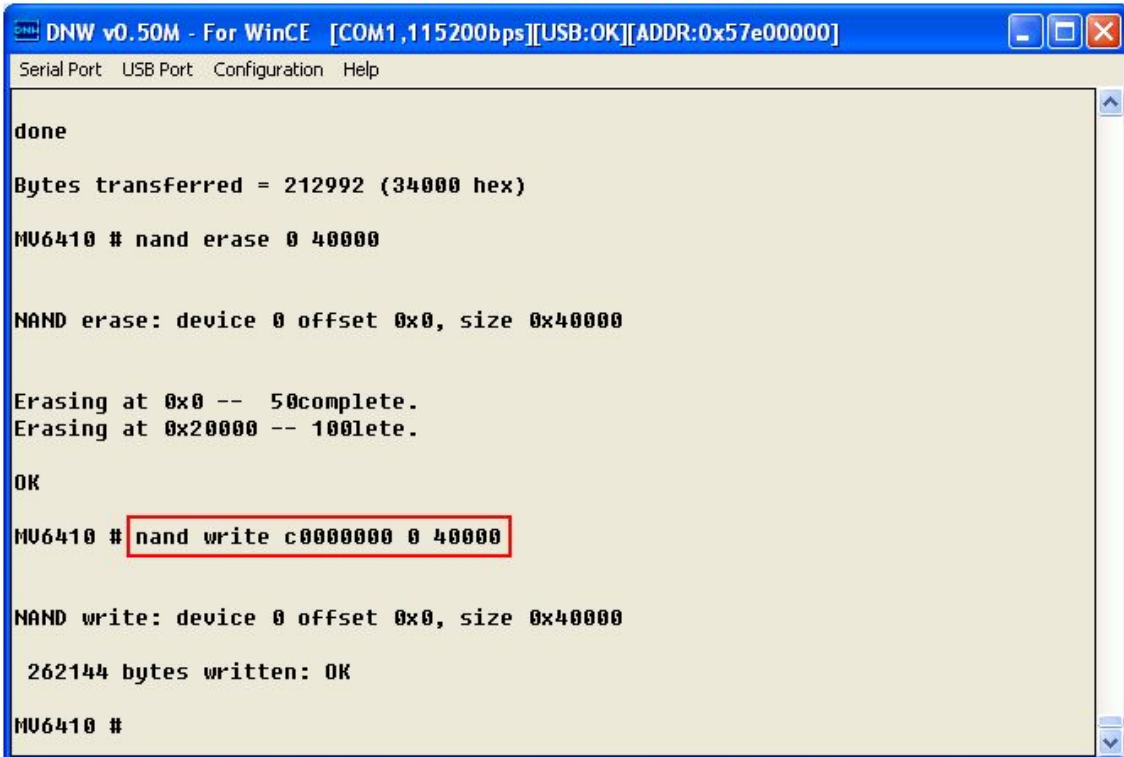 DNW v0.50M - For WinCE [COM1,115200bps][USB:OK][ADDR:0x57e00000]
Serial Port USB Port Configuration Help
done
Bytes transferred = 212992 (34000 hex)
MV6410 # nand erase 0 40000
NAND erase: device 0 offset 0x0, size 0x40000
Erasing at 0x0 --  50complete.
Erasing at 0x20000 -- 100lete.
OK
MV6410 # nand write c0000000 0 40000
NAND write: device 0 offset 0x0, size 0x40000
262144 bytes written: OK
MV6410 #